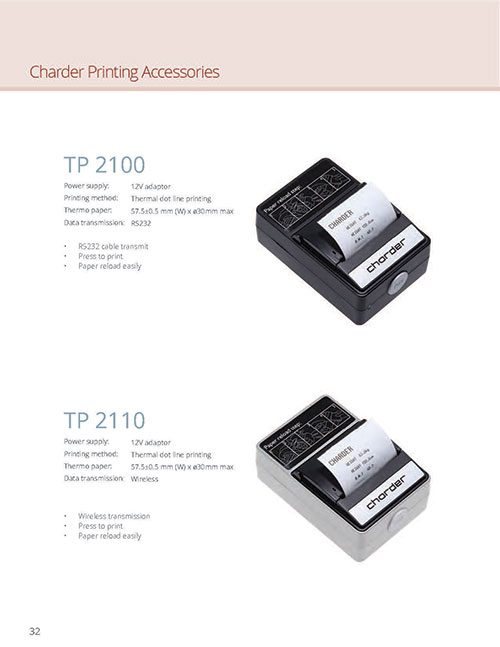 Charder Printing Accessories
TP 2100
Power supply: 12V adaptor
Printing method: Thermal dot line printing
Thermo paper: 57.5±0.5 mm (W) x ø30mm max
Data transmission: RS232
• RS232 cable transmit
• Press to print
• Paper reload easily
Paper reload step:
CHARDER
charder
TP 2110
Power supply: 12V adaptor
Printing method: Thermal dot line printing
Thermo paper: 57.5±0.5 mm (W) x ø30mm max
Data transmission: Wireless
• Wireless transmission
• Press to print
• Paper reload easily
Paper reload step:
CHARDER
charder
32